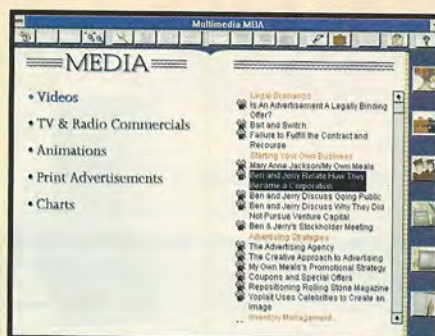 Multimedia MBA
MEDIA
• Videos
• TV & Radio Commercials
• Animations
• Print Advertisements
• Charts
Legal Scenarios
Is An Advertisement A Legally Binding
Offer?
Bait and Switch
Failure to Fulfill the Contract and
Recourse
Starting Your Own Business
Mary Anne Jackson/My Own Meals
Ben and Jerry Relate How They
Became a Corporation
Ben and Jerry Discuss Going Public
Ben and Jerry Discuss Why They Did
Not Pursue Venture Capital
Ben & Jerry's Stockholder Meeting
Advertising Strategies
The Advertising Agency
The Creative Approach to Advertising
My Own Meals's Promotional Strategy
Coupons and Special Offers
Repositioning Rolling Stone Magazine
Yoplait Uses Celebrities to Create an
Image
Inventory Management